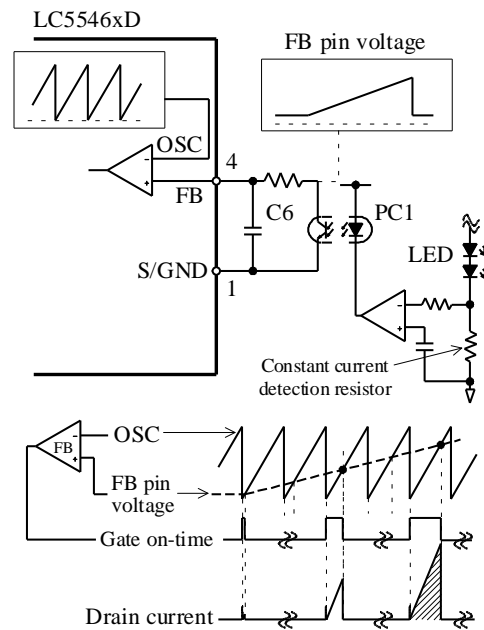 LC5546xD
FB pin voltage
OSC
-
+
4
FB
C6
PC1
LED
S/GND
1
-
+
Constant current
detection resistor
FB
-
+
OSC
FB pin
voltage
Gate on-time
Drain current